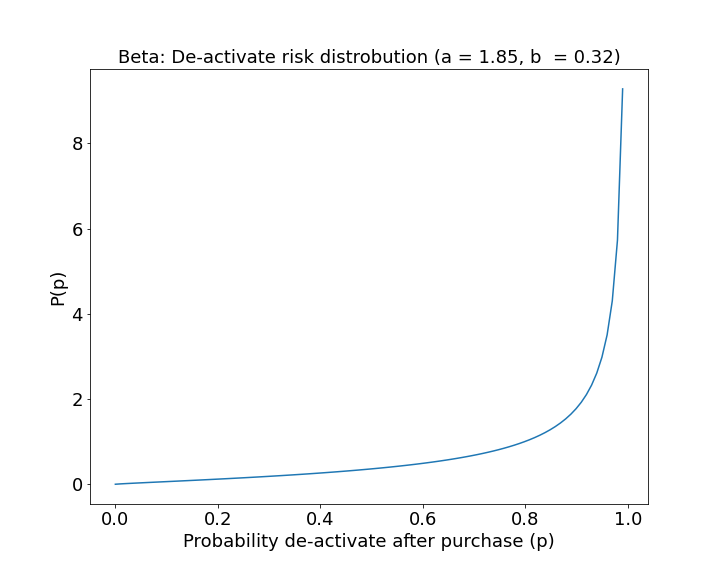 Beta: De-activate risk distrobution (a = 1.85, b  = 0.32)
8
6
4
2
0
P(p)
0.0 0.2 0.4 0.6 0.8 1.0
Probability de-activate after purchase (p)